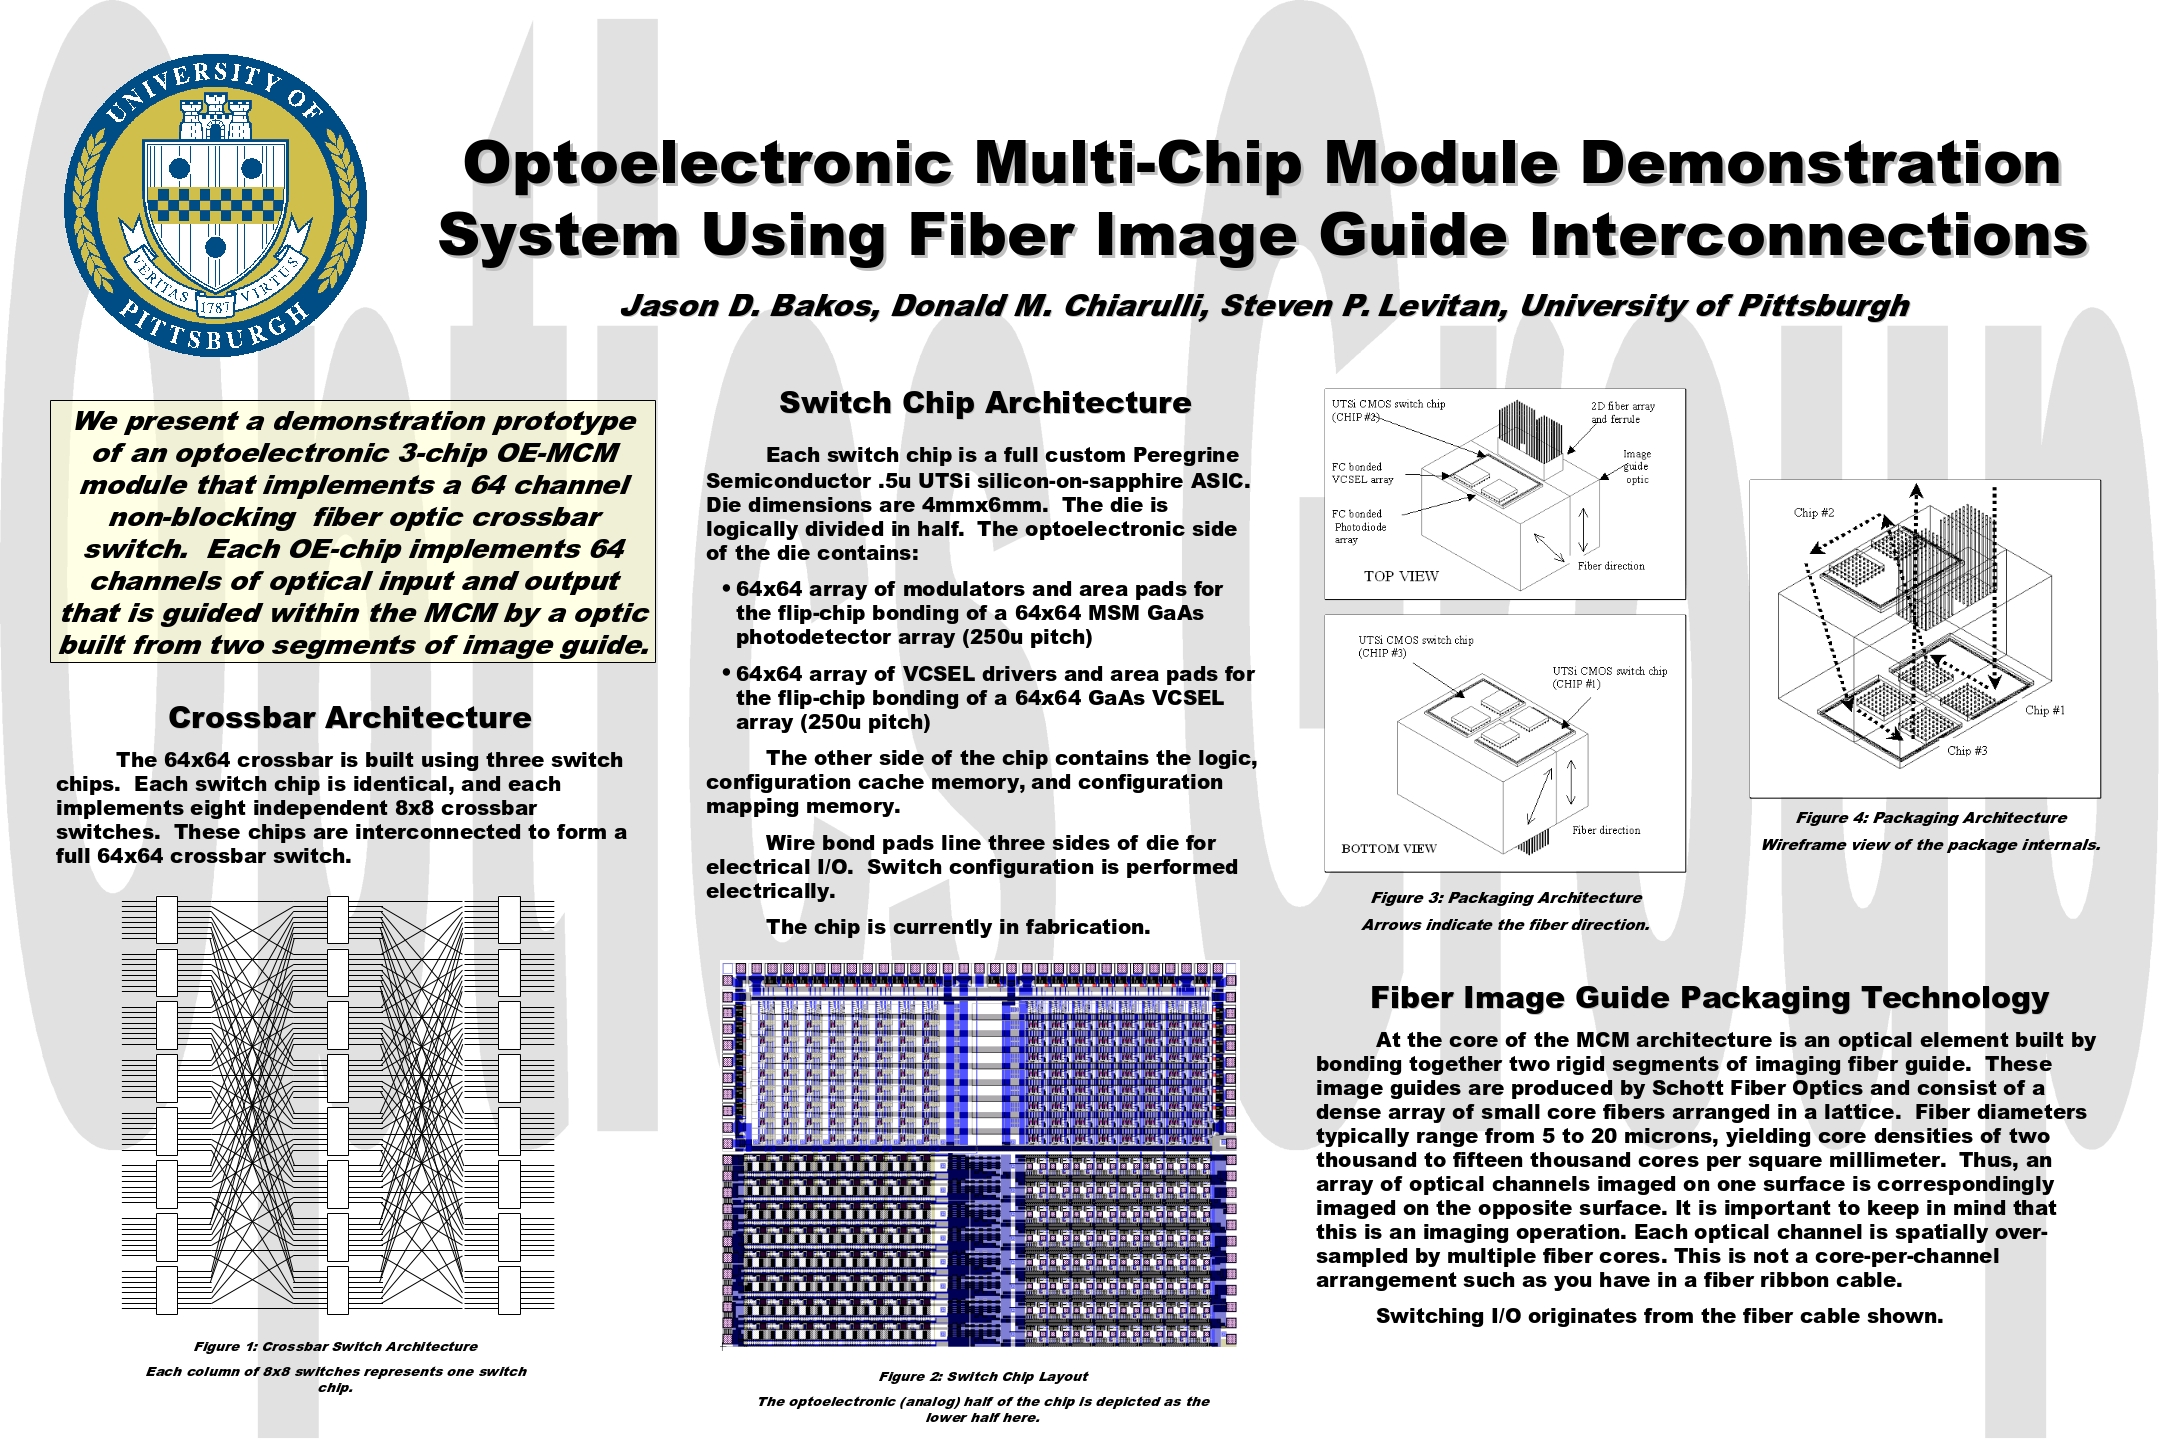 UNIVERSITY OF
PITTSBURGH
VERITAS
1787
VIRTUS
Optoelectronic Multi-Chip Module Demonstration
System Using Fiber Image Guide Interconnections
Jason D. Bakos, Donald M. Chiarulli, Steven P. Levitan, University of Pittsburgh
We present a demonstration prototype
of an optoelectronic 3-chip OE-MCM
module that implements a 64 channel
non-blocking fiber optic crossbar
switch. Each OE-chip implements 64
channels of optical input and output
that is guided within the MCM by a optic
built from two segments of image guide.
Crossbar Architecture
The 64x64 crossbar is built using three switch
chips. Each switch chip is identical, and each
implements eight independent 8x8 crossbar
switches. These chips are interconnected to form a
full 64x64 crossbar switch.
Figure 1: Crossbar Switch Architecture
Each column of 8x8 switches represents one switch
chip.
Switch Chip Architecture
Each switch chip is a full custom Peregrine
Semiconductor .5u UTSi silicon-on-sapphire ASIC.
Die dimensions are 4mmx6mm. The die is
logically divided in half. The optoelectronic side
of the die contains:
• 64x64 array of modulators and area pads for
the flip-chip bonding of a 64x64 MSM GaAs
photodetector array (250u pitch)
• 64x64 array of VCSEL drivers and area pads for
the flip-chip bonding of a 64x64 GaAs VCSEL
array (250u pitch)
The other side of the chip contains the logic,
configuration cache memory, and configuration
mapping memory.
Wire bond pads line three sides of die for
electrical I/O. Switch configuration is performed
electrically.
The chip is currently in fabrication.
Figure 2: Switch Chip Layout
The optoelectronic (analog) half of the chip is depicted as the
lower half here.
UTSi CMOS switch chip
(CHIP #2)
2D fiber array
and ferrule
FC bonded
VCSEL array
Image
guide
optic
FC bonded
Photodiode
array
Fiber direction
TOP VIEW
UTSi CMOS switch chip
(CHIP #3)
UTSi CMOS switch chip
(CHIP #1)
Fiber direction
BOTTOM VIEW
Figure 3: Packaging Architecture
Arrows indicate the fiber direction.
Chip #2
Chip #1
Chip #3
Figure 4: Packaging Architecture
Wireframe view of the package internals.
Fiber Image Guide Packaging Technology
At the core of the MCM architecture is an optical element built by
bonding together two rigid segments of imaging fiber guide. These
image guides are produced by Schott Fiber Optics and consist of a
dense array of small core fibers arranged in a lattice. Fiber diameters
typically range from 5 to 20 microns, yielding core densities of two
thousand to fifteen thousand cores per square millimeter. Thus, an
array of optical channels imaged on one surface is correspondingly
imaged on the opposite surface. It is important to keep in mind that
this is an imaging operation. Each optical channel is spatially over-
sampled by multiple fiber cores. This is not a core-per-channel
arrangement such as you have in a fiber ribbon cable.
Switching I/O originates from the fiber cable shown.
Optics Group